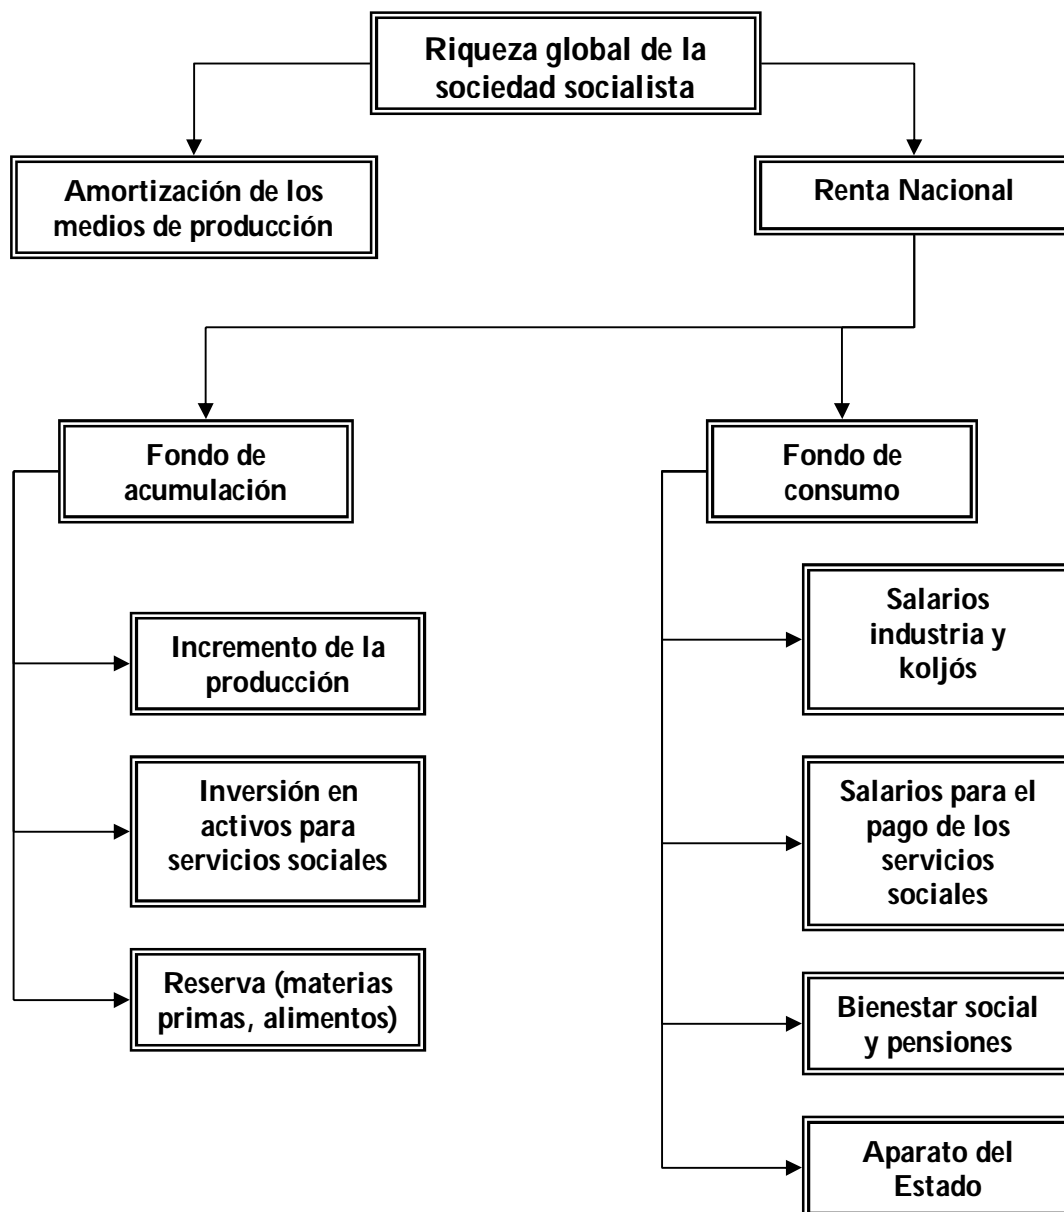 Riqueza global de la
sociedad socialista
Amortización de los
medios de producción
Renta Nacional
Fondo de
acumulación
Fondo de
consumo
Incremento de la
producción
Inversión en
activos para
servicios sociales
Reserva (materias
primas, alimentos)
Salarios
industria y
koljós
Salarios para el
pago de los
servicios
sociales
Bienestar social
y pensiones
Aparato del
Estado